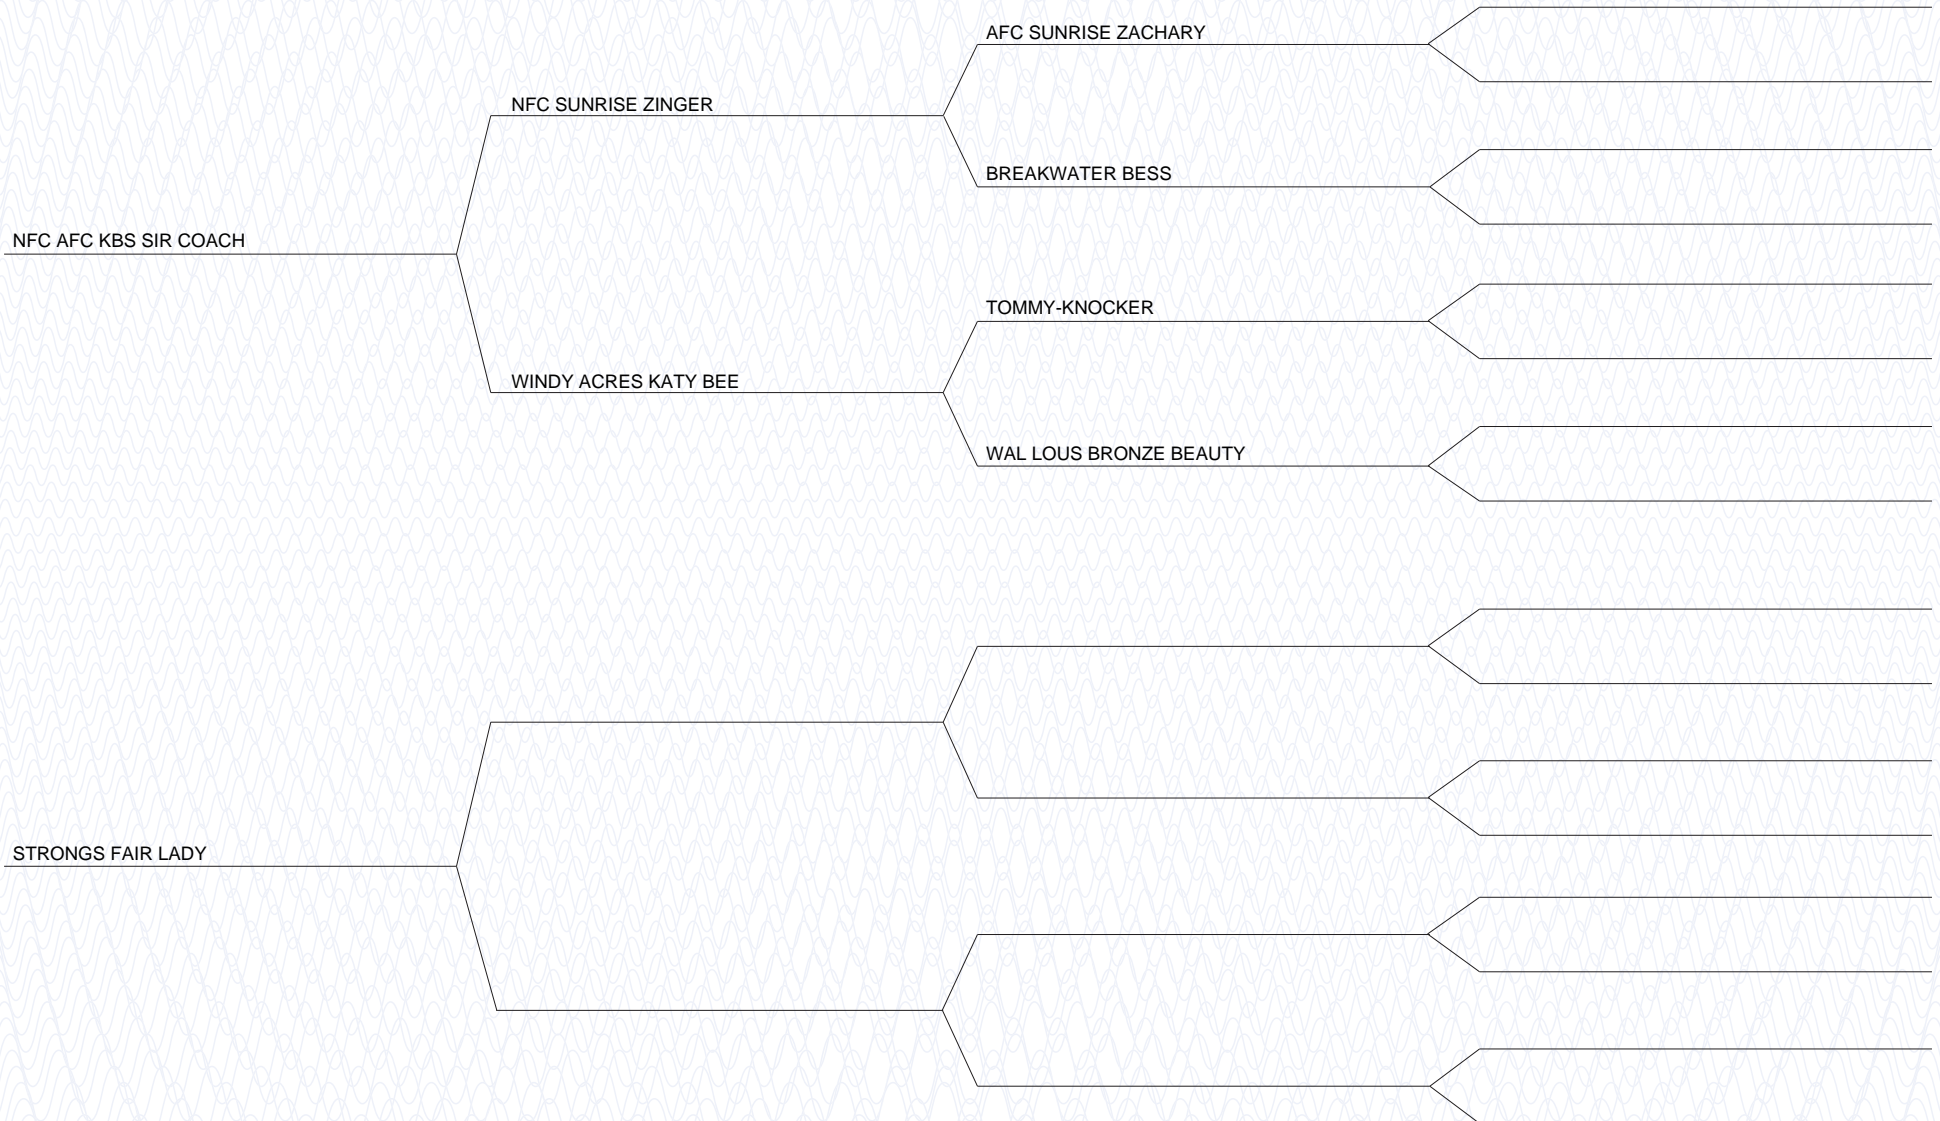 AFC SUNRISE ZACHARY
NFC SUNRISE ZINGER
BREAKWATER BESS
NFC AFC KBS SIR COACH
TOMMY-KNOCKER
WINDY ACRES KATY BEE
WAL LOUS BRONZE BEAUTY
STRONGS FAIR LADY